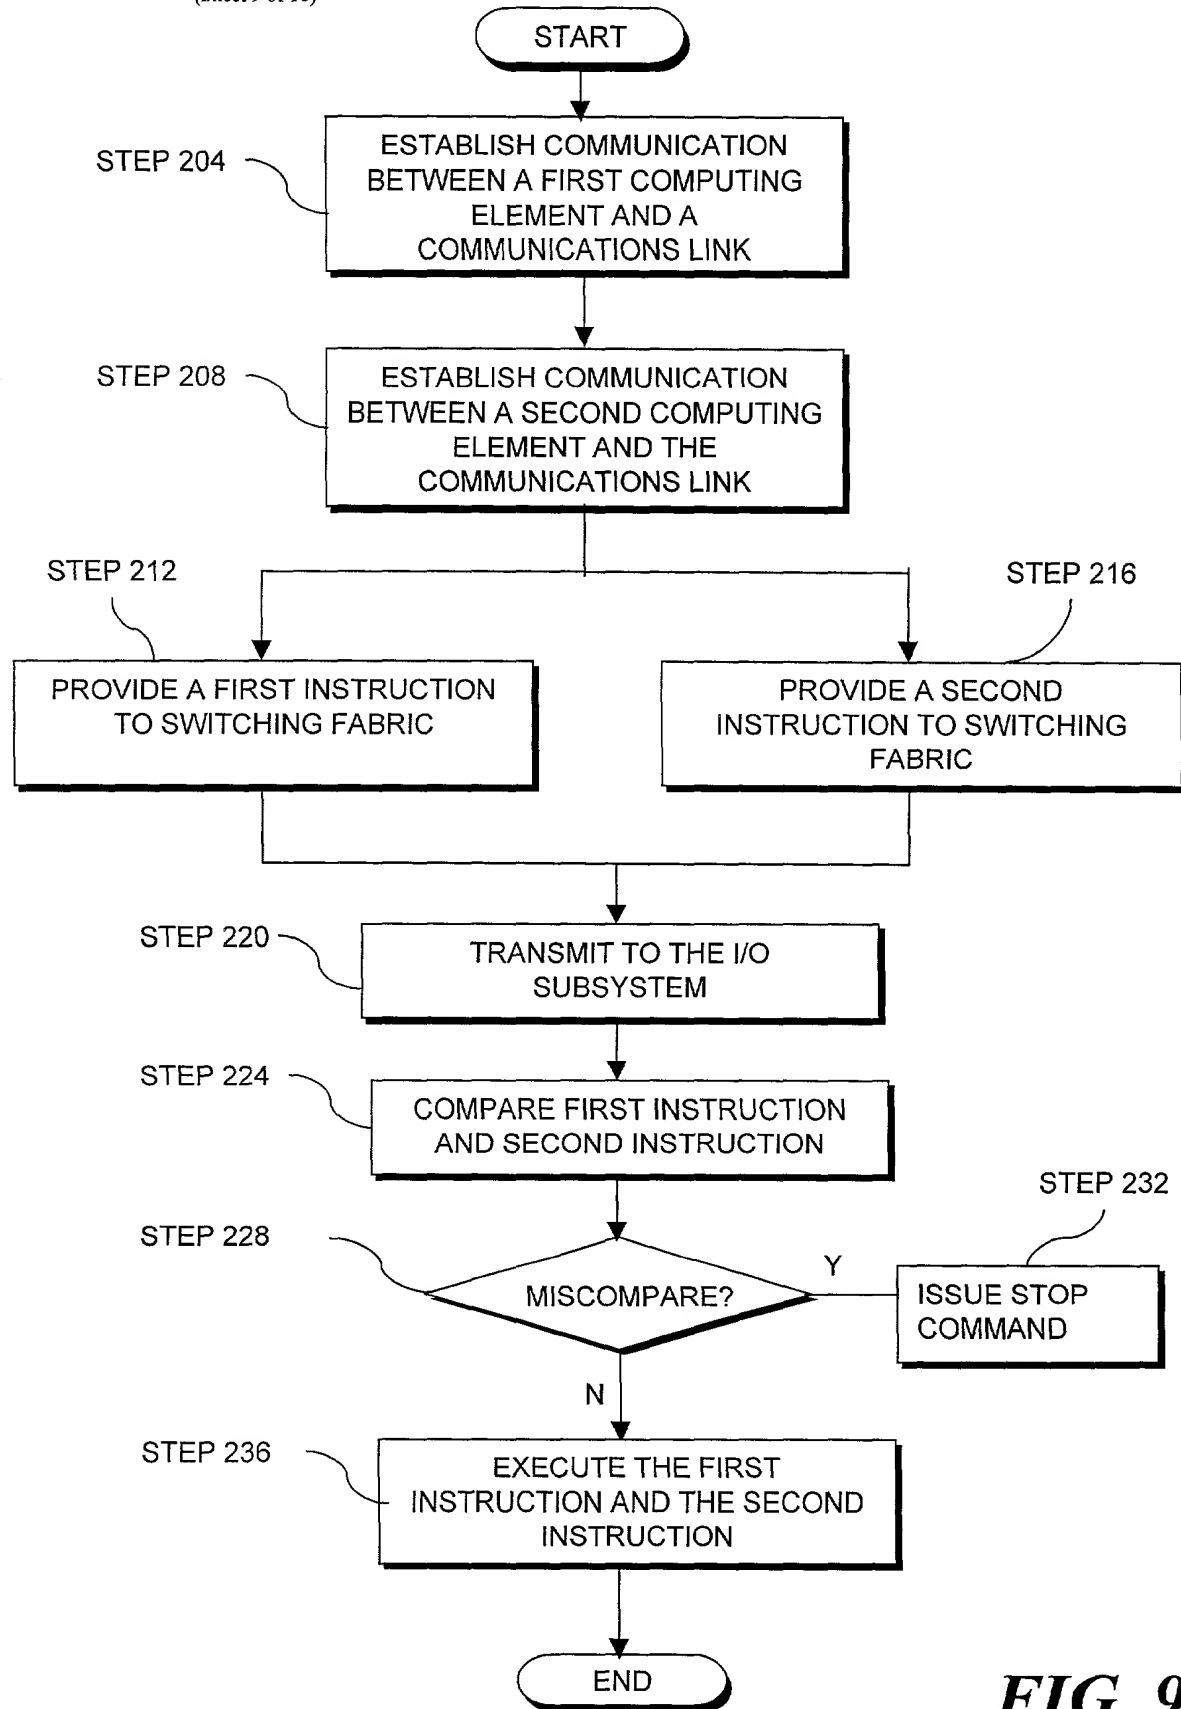 START
STEP 204
ESTABLISH COMMUNICATION
BETWEEN A FIRST COMPUTING
ELEMENT AND A
COMMUNICATIONS LINK
STEP 208
ESTABLISH COMMUNICATION
BETWEEN A SECOND COMPUTING
ELEMENT AND THE
COMMUNICATIONS LINK
STEP 212
STEP 216
PROVIDE A FIRST INSTRUCTION
TO SWITCHING FABRIC
PROVIDE A SECOND
INSTRUCTION TO SWITCHING
FABRIC
STEP 220
TRANSMIT TO THE I/O
SUBSYSTEM
STEP 224
COMPARE FIRST INSTRUCTION
AND SECOND INSTRUCTION
STEP 232
STEP 228
MISCOMPARE?
Y
ISSUE STOP
COMMAND
N
STEP 236
EXECUTE THE FIRST
INSTRUCTION AND THE SECOND
INSTRUCTION
END
FIG. 9